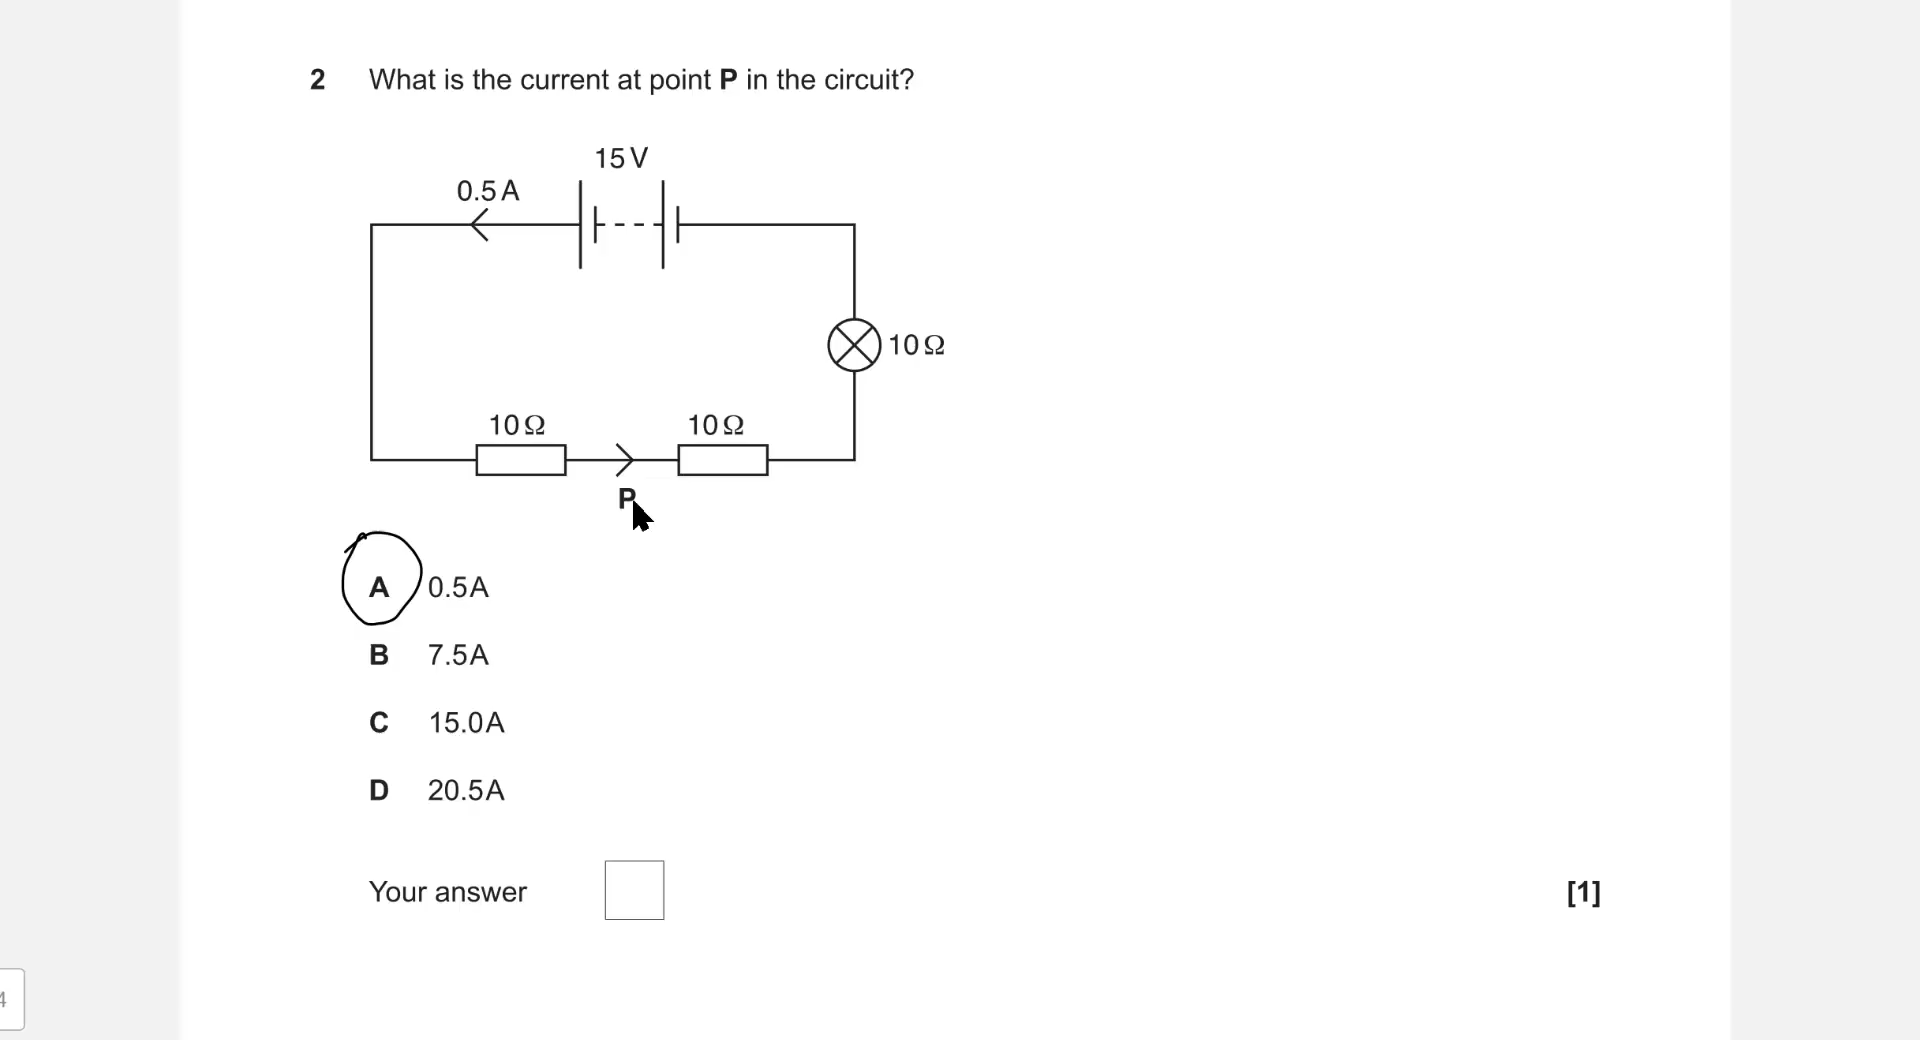 2 What is the current at point P in the circuit?
15 V
0.5 A
10 Ω
10 Ω 10 Ω
P
A 0.5A
B 7.5A
C 15.0A
D 20.5A
Your answer [1]
4